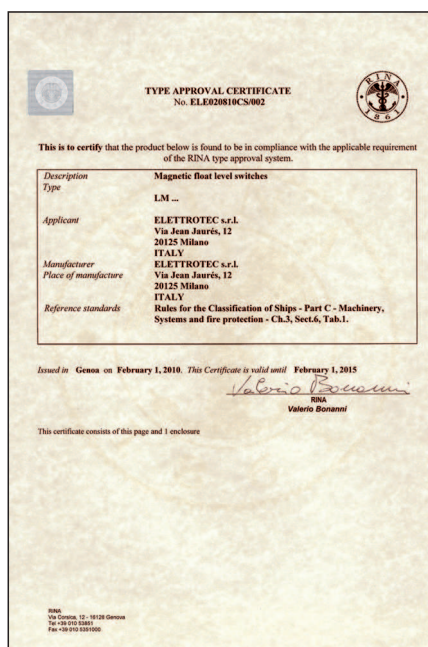 TYPE APPROVAL CERTIFICATE
No. ELE020810CS/002
RINA
1861
This is to certify that the product below is found to be in compliance with the applicable requirement
of the RINA type approval system.
Description Magnetic float level switches
Type
LM ...
Applicant ELETTROTEC s.r.l.
Via Jean Jaurés, 12
20125 Milano
ITALY
Manufacturer ELETTROTEC s.r.l.
Place of manufacture Via Jean Jaurés, 12
20125 Milano
ITALY
Reference standards Rules for the Classification of Ships - Part C - Machinery,
Systems and fire protection - Ch.3, Sect.6, Tab.1.
Issued in Genoa on February 1, 2010. This Certificate is valid until February 1, 2015
Valerio Bonanni
RINA
Valerio Bonanni
This certificate consists of this page and 1 enclosure
RINA
Via Corsica, 12 - 16128 Genova
Tel +39 010 53851
Fax +39 010 5351000